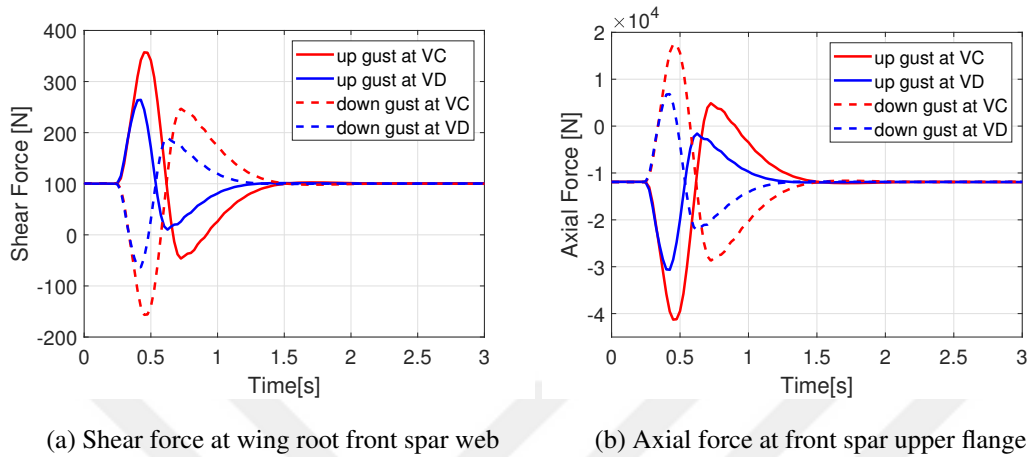 400
300
200
100
0
-100
-200
Shear Force [N]
0 0.5 1 1.5 2 2.5 3
Time[s]
up gust at VC
up gust at VD
down gust at VC
down gust at VD
(a) Shear force at wing root front spar web
×10⁴
2
1
0
-1
-2
-3
-4
Axial Force [N]
0 0.5 1 1.5 2 2.5 3
Time[s]
up gust at VC
up gust at VD
down gust at VC
down gust at VD
(b) Axial force at front spar upper flange